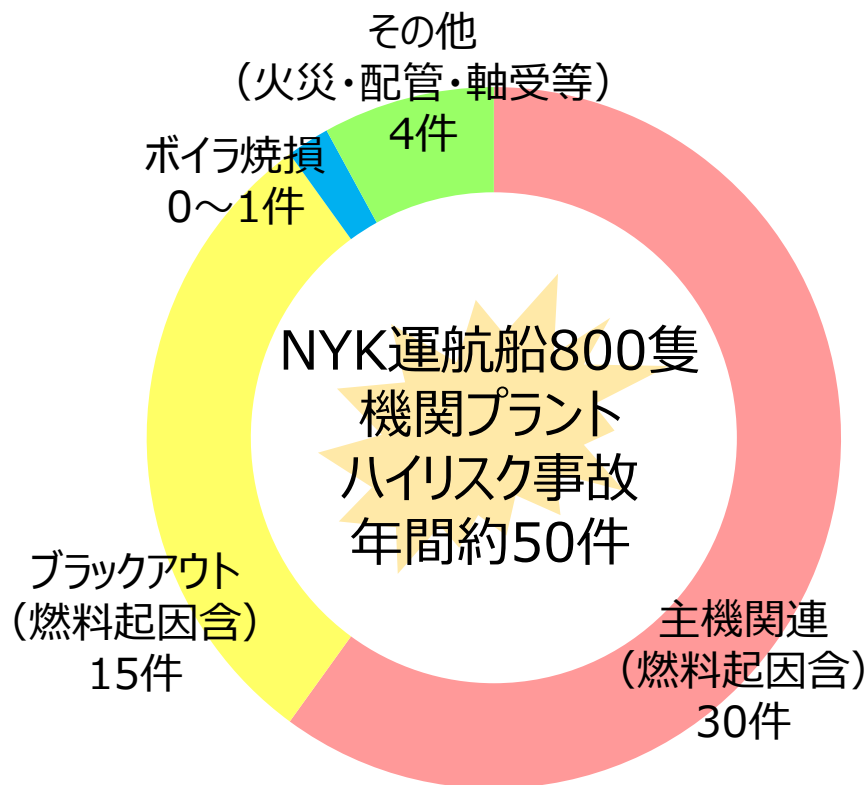 その他
（火災・配管・軸受等）
4件
ボイラ焼損
0～1件
NYK運航船800隻
機関プラント
ハイリスク事故
年間約50件
ブラックアウト
（燃料起因含）
15件
主機関連
（燃料起因含）
30件